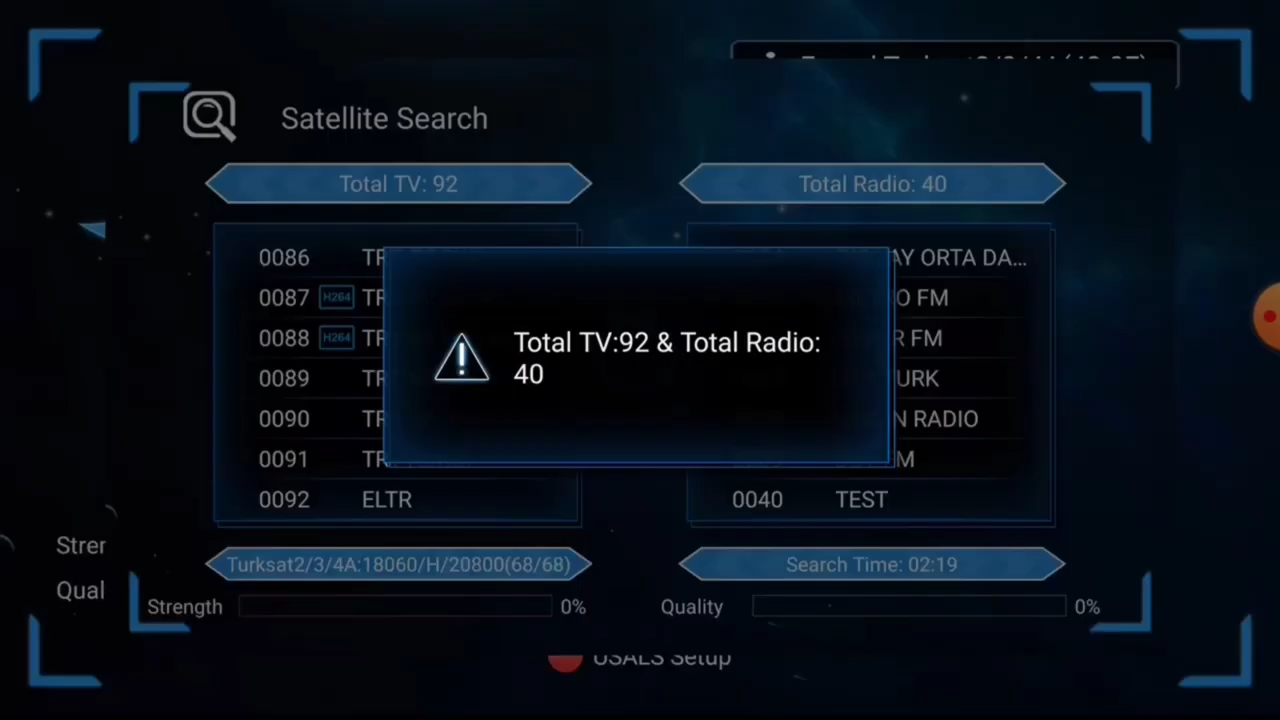 Satellite Search
Total TV: 92
Total Radio: 40
0086
AY ORTA DA...
0087 H264
O FM
0088 H264
R FM
0089
URK
0090
N RADIO
0091
M
0092 ELTR
0040 TEST
Total TV:92 & Total Radio:
40
Turksat2/3/4A:18060/H/20800(68/68)
Search Time: 02:19
Strength 0%
Quality 0%
USALS Setup